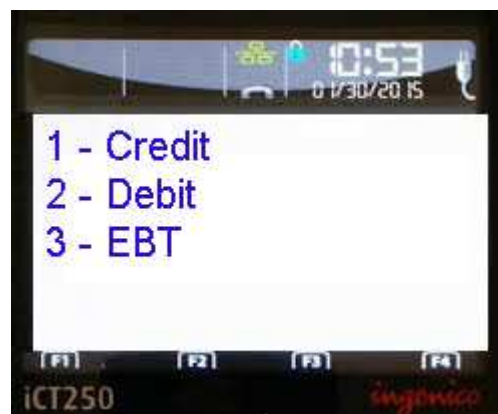 10:53
01/30/2015
1 - Credit
2 - Debit
3 - EBT
F1 F2 F3 F4
iCT250 ingenico